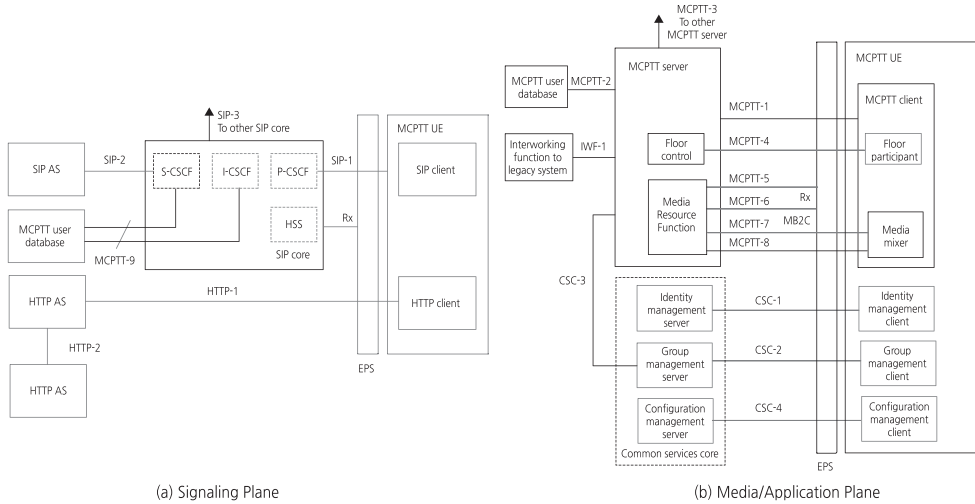 SIP-3
To other SIP core
MCPTT UE
SIP AS
SIP-2
S-CSCF
I-CSCF
P-CSCF
SIP-1
SIP client
MCPTT user
database
MCPTT-9
HSS
SIP core
Rx
HTTP AS
HTTP-1
HTTP client
HTTP-2
HTTP AS
EPS
(a) Signaling Plane
MCPTT-3
To other
MCPTT server
MCPTT server
MCPTT UE
MCPTT user
database
MCPTT-2
MCPTT-1
MCPTT client
Interworking
function to
legacy system
IWF-1
Floor
control
MCPTT-4
Floor
participant
Media
Resource
Function
MCPTT-5
MCPTT-6
Rx
MCPTT-7
MB2C
MCPTT-8
Media
mixer
CSC-3
Identity
management
server
CSC-1
Identity
management
client
Group
management
server
CSC-2
Group
management
client
Configuration
management
server
CSC-4
Configuration
management
client
Common services core
EPS
(b) Media/Application Plane